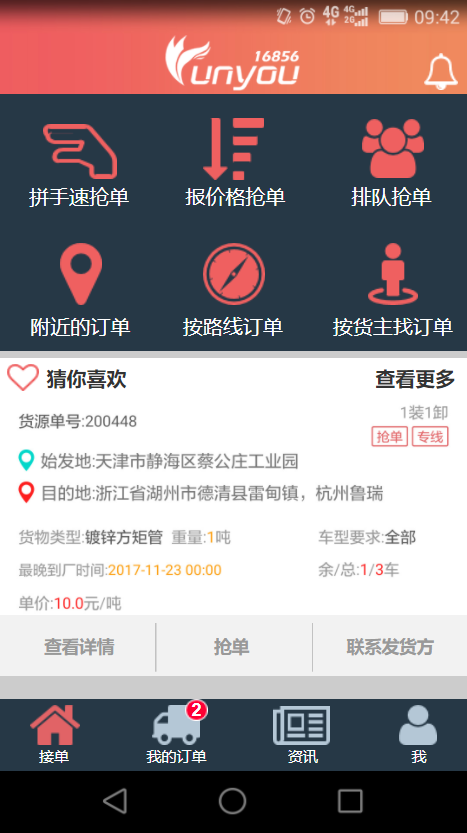 4G 4G 2G 09:42
16856
unyou
拼手速抢单 报价格抢单 排队抢单
附近的订单 按路线订单 按货主找订单
猜你喜欢 查看更多
货源单号:200448 1装1卸
抢单 专线
始发地:天津市静海区蔡公庄工业园
目的地:浙江省湖州市德清县雷甸镇，杭州鲁瑞
货物类型:镀锌方矩管 重量:1吨 车型要求:全部
最晚到厂时间:2017-11-23 00:00 余/总:1/3车
单价:10.0元/吨
查看详情 抢单 联系发货方
2
接单 我的订单 资讯 我